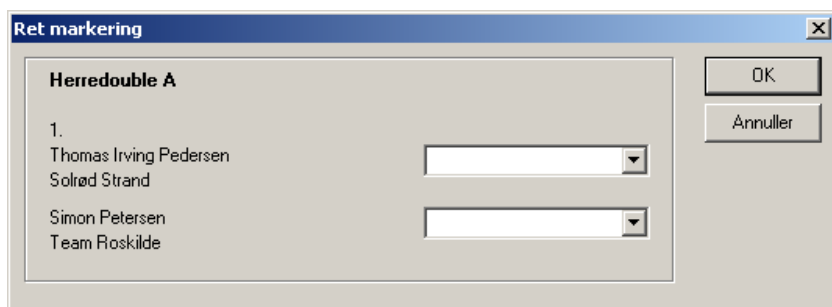 Ret markering
Herredouble A
OK
Annuller
1.
Thomas Irving Pedersen
Solrød Strand
Simon Petersen
Team Roskilde